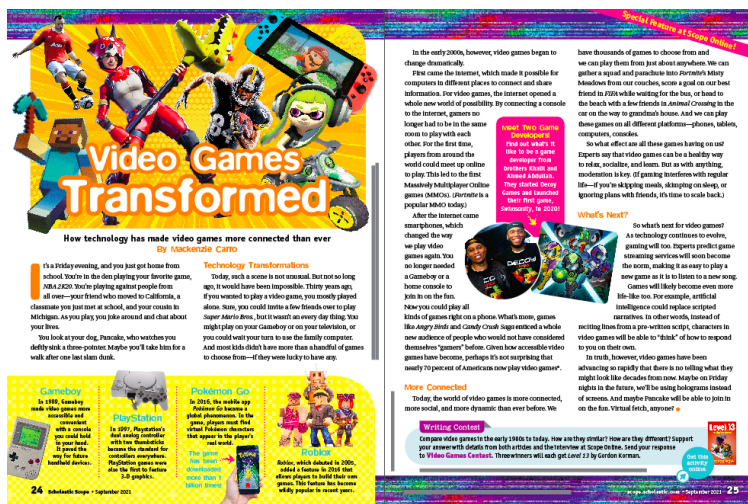 Video Games
Transformed
How technology has made video games more connected than ever
By Mackenzie Carro
It's a Friday evening, and you just got home from
school. You're in the den playing your favorite game,
NBA 2K20. You're playing against people from
all over—your friend who moved to California, a
classmate you just met at school, and your cousin in
Michigan. As you play, you joke around and chat about
your lives.
You look at your dog, Pancake, who watches you
deftly sink a three-pointer. Maybe you'll take him for a
walk after one last slam dunk.
Technology Transformations
Today, such a scene is not unusual. But not so long
ago, it would have been impossible. Thirty years ago,
if you wanted to play a video game, you mostly played
alone. Sure, you could invite a few friends over to play
Super Mario Bros., but it wasn't an every day thing. You
might play on your Gameboy or on your television, or
you could wait your turn to use the family computer.
And most kids didn't have more than a handful of games
to choose from—if they were lucky to have any.
Gameboy
In 1989, Gameboy
made video games
more accessible
and
convenient
with a
console you
could hold
in your
hand.
It paved the
way for future
handheld devices.
PlayStation
In 1997, PlayStation's
dual analog controller
with two thumbsticks
became the standard for
controllers everywhere.
PlayStation games were
also the first to feature
3-D graphics.
Pokémon Go
In 2016, the mobile app
Pokémon Go became a
global phenomenon. In the
game, players must find
virtual Pokémon characters
that appear in the player's
real world.
The game
has been
downloaded
more than 1
billion times!
Roblox
Roblox, which debuted in 2005,
added a feature in 2016 that
allows players to build their own
games. This feature has become
wildly popular in recent years.
24 Scholastic Scope • September 2021
Special Feature at Scope Online!
In the early 2000s, however, video games began to
change dramatically.
First came the internet, which made it possible for
computers in different places to connect and share
information. For video games, the internet opened a
whole new world of possibility. By connecting a console
to the internet, gamers no
longer had to be in the same
room to play with each
other. For the first time,
players from around the
world could meet up online
to play. This led to the first
Massively Multiplayer Online
games (MMOs). (Fortnite is a
popular MMO today.)
After the internet came
smartphones, which
changed the way
we play video
games again. You
no longer needed
a Gameboy or a
home console to
join in on the fun.
Now you could play all
kinds of games right on a phone. What's more, games
like Angry Birds and Candy Crush Saga enticed a whole
new audience of people who would not have considered
themselves "gamers" before. Given how accessible video
games have become, perhaps it's not surprising that
nearly 70 percent of Americans now play video games*.
More Connected
Today, the world of video games is more connected,
more social, and more dynamic than ever before. We
Meet Two Game
Developers!
Find out what's it
like to be a game
developer from
brothers Khalil and
Ahmed Abdullah.
They started Decoy
Games and launched
their first game,
Swimsanity, in 2020!
DECOY
have thousands of games to choose from and
we can play them from just about anywhere. We can
gather a squad and parachute into Fortnite's Misty
Meadows from our couches, score a goal on our best
friend in FIFA while waiting for the bus, or head to
the beach with a few friends in Animal Crossing in the
car on the way to grandma's house. And we can play
these games on all different platforms—phones, tablets,
computers, consoles.
So what effect are all these games having on us?
Experts say that video games can be a healthy way
to relax, socialize, and learn. But as with anything,
moderation is key. (If gaming interferes with regular
life—if you're skipping meals, skimping on sleep, or
ignoring plans with friends, it's time to scale back.)
What's Next?
So what's next for video games?
As technology continues to evolve,
gaming will too. Experts predict game
streaming services will soon become
the norm, making it as easy to play a
new game as it is to listen to a new song.
Games will likely become even more
life-like too. For example, artificial
intelligence could replace scripted
narratives. In other words, instead of
reciting lines from a pre-written script, characters in
video games will be able to "think" of how to respond
to you on their own.
In truth, however, video games have been
advancing so rapidly that there is no telling what they
might look like decades from now. Maybe on Friday
nights in the future, we'll be using holograms instead
of screens. And maybe Pancake will be able to join in
on the fun. Virtual fetch, anyone?
Writing Contest
Compare video games in the early 1980s to today. How are they similar? How are they different? Support
your answer with details from both articles and the interview at Scope Online. Send your response
to Video Games Contest. Three winners will each get Level 13 by Gordon Korman.
Level 13
Get this
activity
online.
scope.scholastic.com • September 2021 25